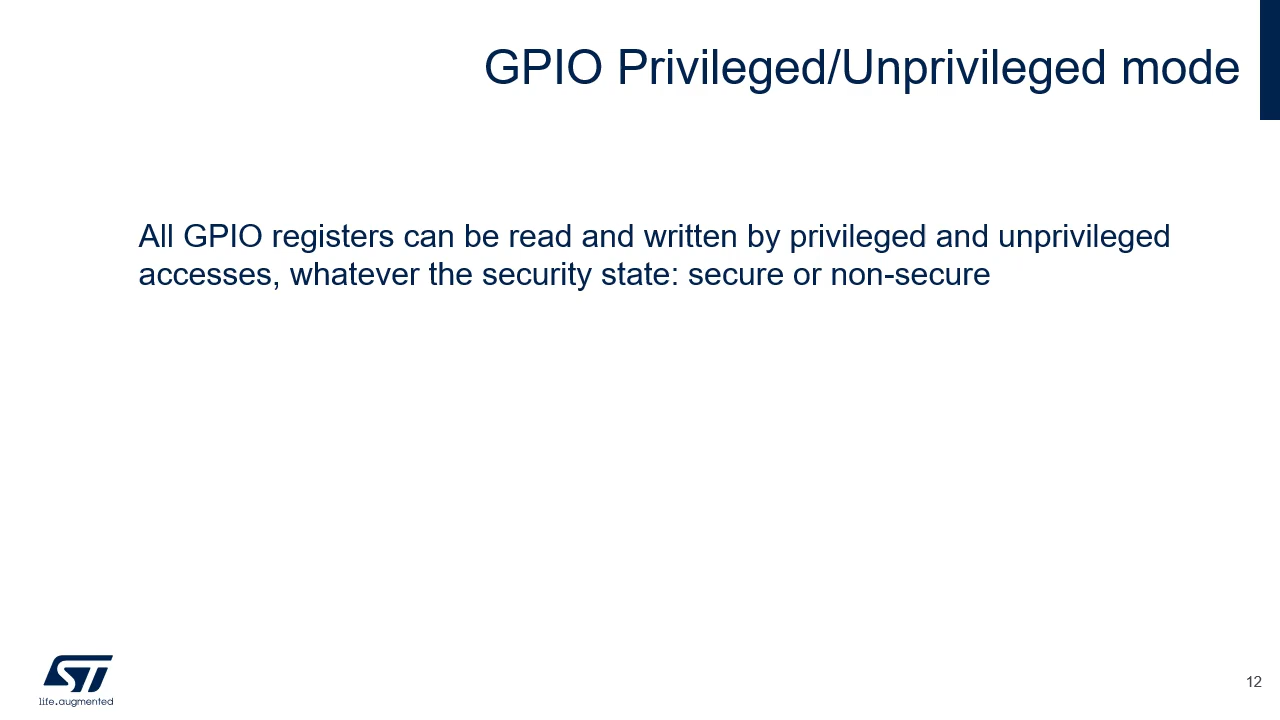 GPIO Privileged/Unprivileged mode
All GPIO registers can be read and written by privileged and unprivileged
accesses, whatever the security state: secure or non-secure
ST
life.augmented
12